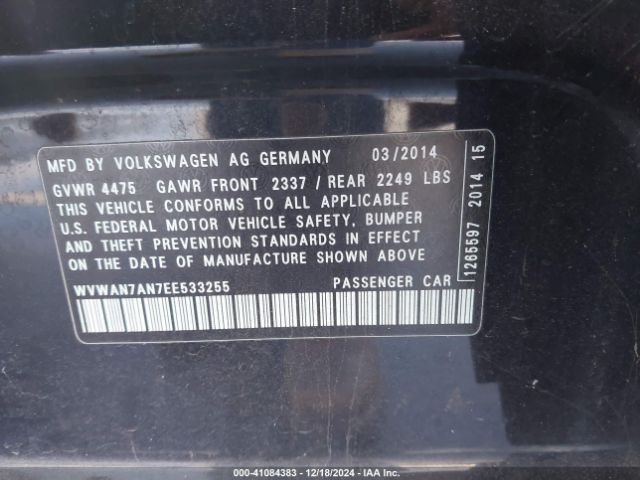 MFD BY VOLKSWAGEN AG GERMANY 03/2014
GVWR 4475 GAWR FRONT 2337 / REAR 2249 LBS
THIS VEHICLE CONFORMS TO ALL APPLICABLE
U.S. FEDERAL MOTOR VEHICLE SAFETY, BUMPER
AND THEFT PREVENTION STANDARDS IN EFFECT
ON THE DATE OF MANUFACTURE SHOWN ABOVE
WVWAN7AN7EE533255 PASSENGER CAR
1265597 2014 15
000-41084383 - 12/18/2024 - IAA Inc.